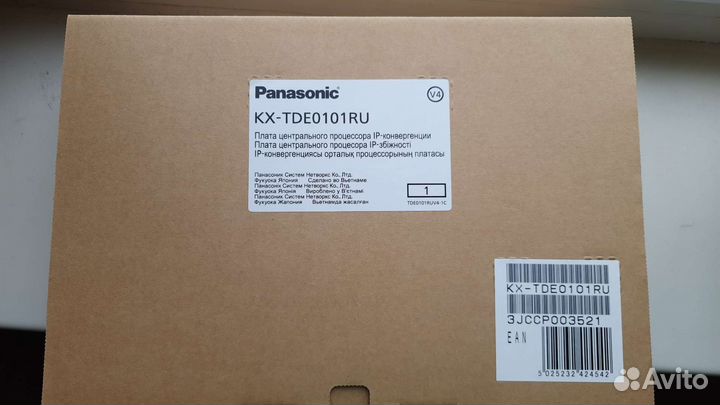 Panasonic
V4
KX-TDE0101RU
Плата центрального процессора IP-конвергенции
Плата центрального процесора IP-збіжності
IP-конвергенциясы орталық процессорының платасы
Панасоник Систем Нетворкс Ко., Лтд.
Фукуока Япония Сделано во Вьетнаме
Панасонік Систем Нетворкс Ко., Лтд.
Фукуока Японія Вироблено у В'єтнамі
Панасоник Систем Нетворкс Ко., Лтд.
Фукуока Жапония Вьетнамда жасалған
1
TDE0101RUV4-1C
KX-TDE0101RU
3JCCP003521
EAN
5 025232 424542
Avito